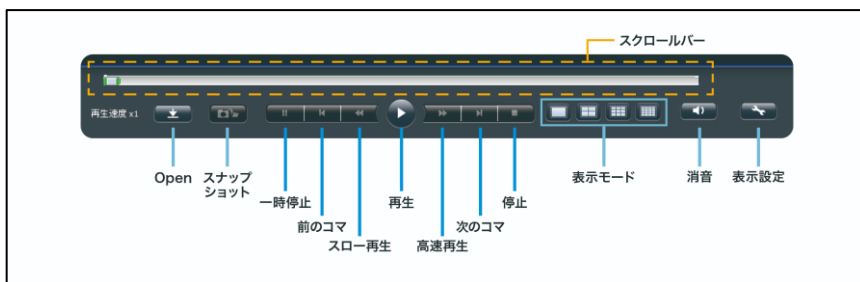 スクロールバー
再生速度 x1
Open
スナップ
ショット
一時停止
前のコマ
スロー再生
再生
高速再生
次のコマ
停止
表示モード
消音
表示設定